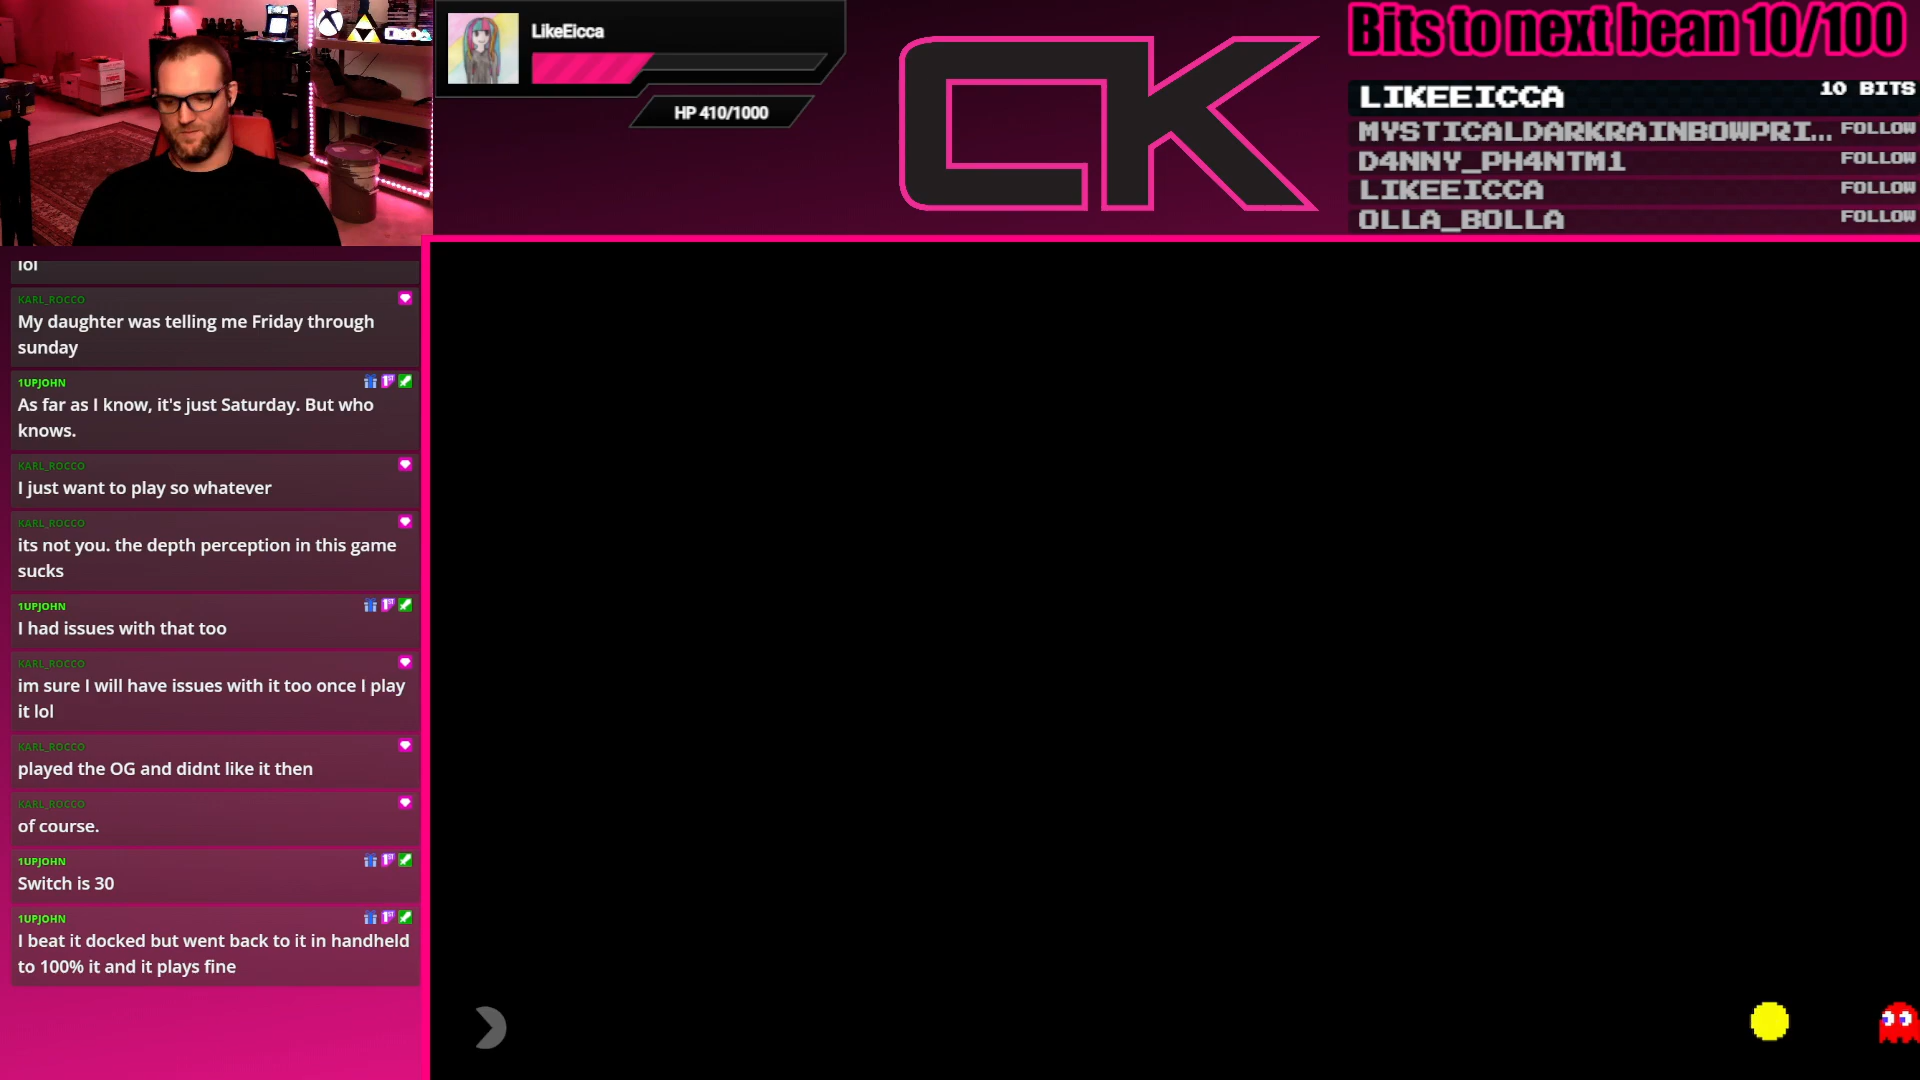 LikeEicca
HP 410/1000
CK
Bits to next bean 10/100
LIKEEICCA 10 BITS
MYSTICALDARKRAINBOWPRI... FOLLOW
D4NNY_PH4NTM1 FOLLOW
LIKEEICCA FOLLOW
OLLA_BOLLA FOLLOW
lol
KARL_ROCCO
My daughter was telling me Friday through
sunday
1UPJOHN
As far as I know, it's just Saturday. But who
knows.
KARL_ROCCO
I just want to play so whatever
KARL_ROCCO
its not you. the depth perception in this game
sucks
1UPJOHN
I had issues with that too
KARL_ROCCO
im sure I will have issues with it too once I play
it lol
KARL_ROCCO
played the OG and didnt like it then
KARL_ROCCO
of course.
1UPJOHN
Switch is 30
1UPJOHN
I beat it docked but went back to it in handheld
to 100% it and it plays fine